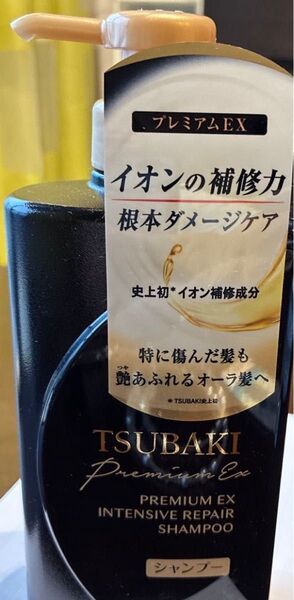 プレミアムEX
イオンの補修力
根本ダメージケア
史上初*イオン補修成分
特に傷んだ髪も
艶あふれるオーラ髪へ
つや
* TSUBAKI史上初
TSUBAKI
Premium Ex
PREMIUM EX
INTENSIVE REPAIR
SHAMPOO
シャンプー